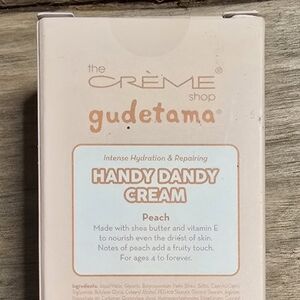 the
CRÈME®
shop
gudetama®
Intense Hydration & Repairing
HANDY DANDY
CREAM
Peach
Made with shea butter and vitamin E
to nourish even the driest of skin.
Notes of peach add a fruity touch.
For ages 4 to forever.
Ingredients: